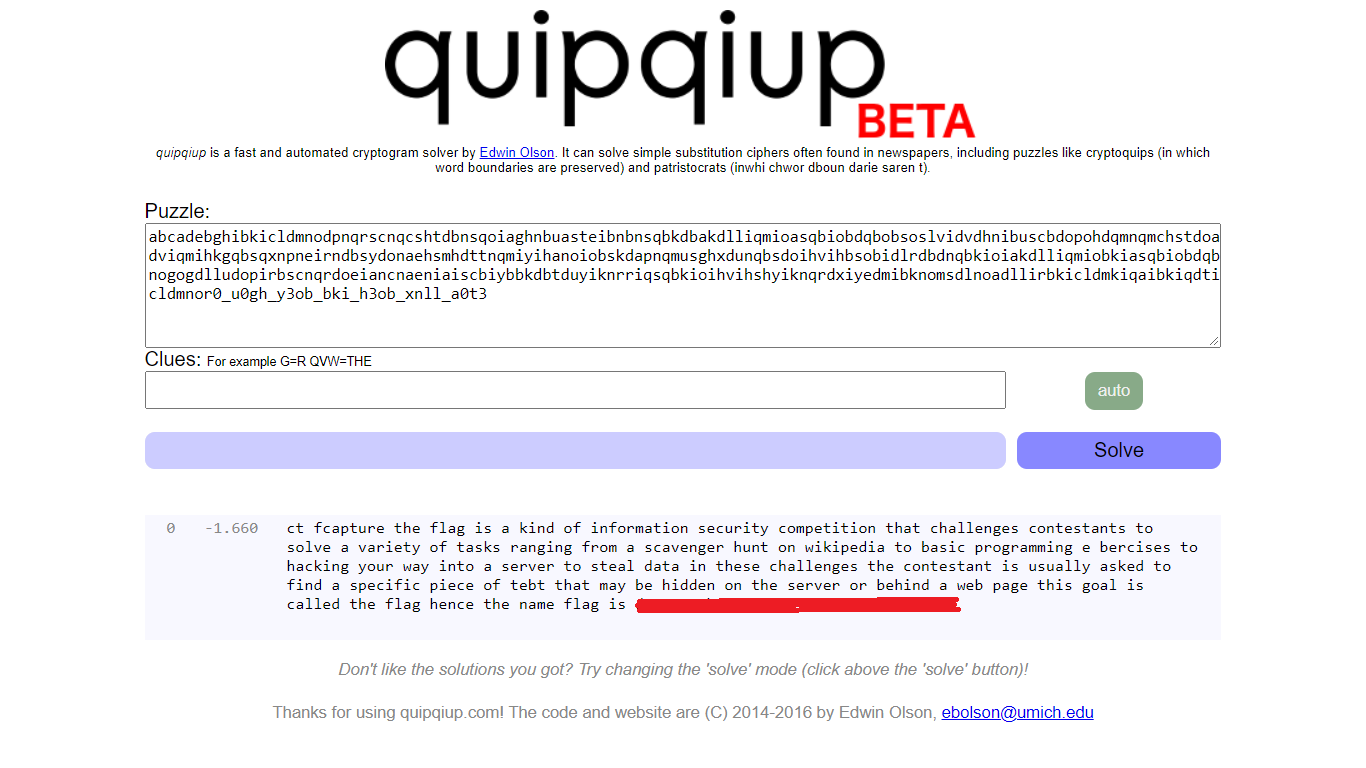 quipqiup
BETA
quipqiup is a fast and automated cryptogram solver by Edwin Olson. It can solve simple substitution ciphers often found in newspapers, including puzzles like cryptoquips (in which
word boundaries are preserved) and patristocrats (inwhi chwor dboun darie saren t).
Puzzle:
abcadebghibkicldmnodpnqrscnqcshtdbnsqoiaghnbuasteibnbnsqbkdbakdlliqmioasqbiobdqbobsoslvidvdhnibuscbdopohdqmnqmchstdoa
dviqmihkgqbsqxnpneirndbsydonaehsmhdttnqmiyihanoiobskdapnqmusghxdunqbsdoihvihbsobidlrdbdnqbkioiakdlliqmiobkiasqbiobdqb
nogogdlludopirbscnqrdoeiancnaeniaiscbiybbkdbtduyiknrriqsqbkioihvihshyiknqrdxiyedmibknomsdlnoadllirbkicldmkiqaibkiqdti
cldmnor0_u0gh_y3ob_bki_h3ob_xnll_a0t3
Clues: For example G=R QVW=THE
auto
Solve
0 -1.660 ct fcapture the flag is a kind of information security competition that challenges contestants to
solve a variety of tasks ranging from a scavenger hunt on wikipedia to basic programming e bercises to
hacking your way into a server to steal data in these challenges the contestant is usually asked to
find a specific piece of tebt that may be hidden on the server or behind a web page this goal is
called the flag hence the name flag is
Don't like the solutions you got? Try changing the 'solve' mode (click above the 'solve' button)!
Thanks for using quipqiup.com! The code and website are (C) 2014-2016 by Edwin Olson, ebolson@umich.edu